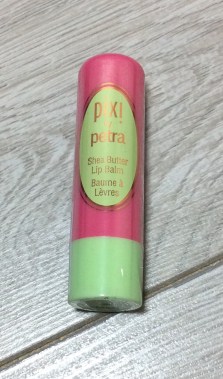 pixi
petra
Shea Butter
Lip Balm
Baume à
Lèvres